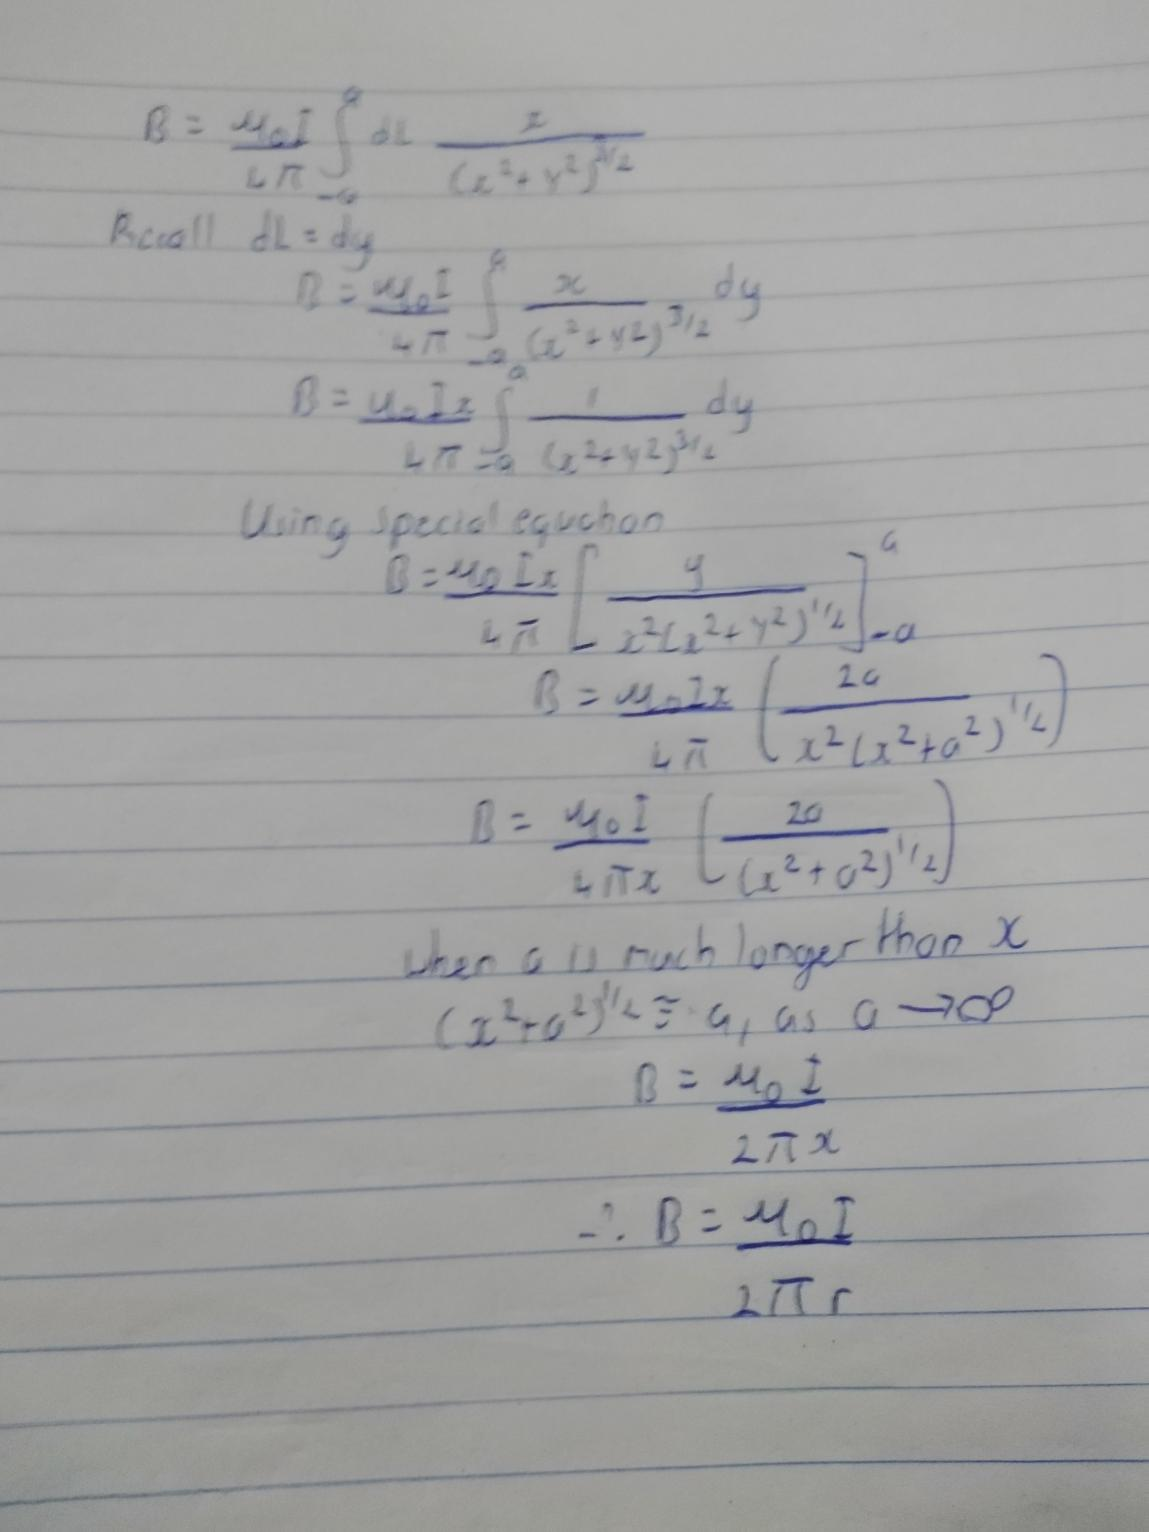 B = μ₀I/4π ∫₋ₐᵃ dL x/(x²+y²)^3/2
Recall dL = dy
B = μ₀I/4π ∫₋ₐᵃ x/(x²+y²)^3/2 dy
B = μ₀Ix/4π ∫₋ₐᵃ 1/(x²+y²)^3/2 dy
Using special equation
B = μ₀Ix/4π [y/x²(x²+y²)^1/2]₋ₐᵃ
B = μ₀Ix/4π (2a/x²(x²+a²)^1/2)
B = μ₀I/4πx (2a/(x²+a²)^1/2)
when a is much longer than x
(x²+a²)^1/2 ≅ a, as a → ∞
B = μ₀I/2πx
∴ B = μ₀I/2πr